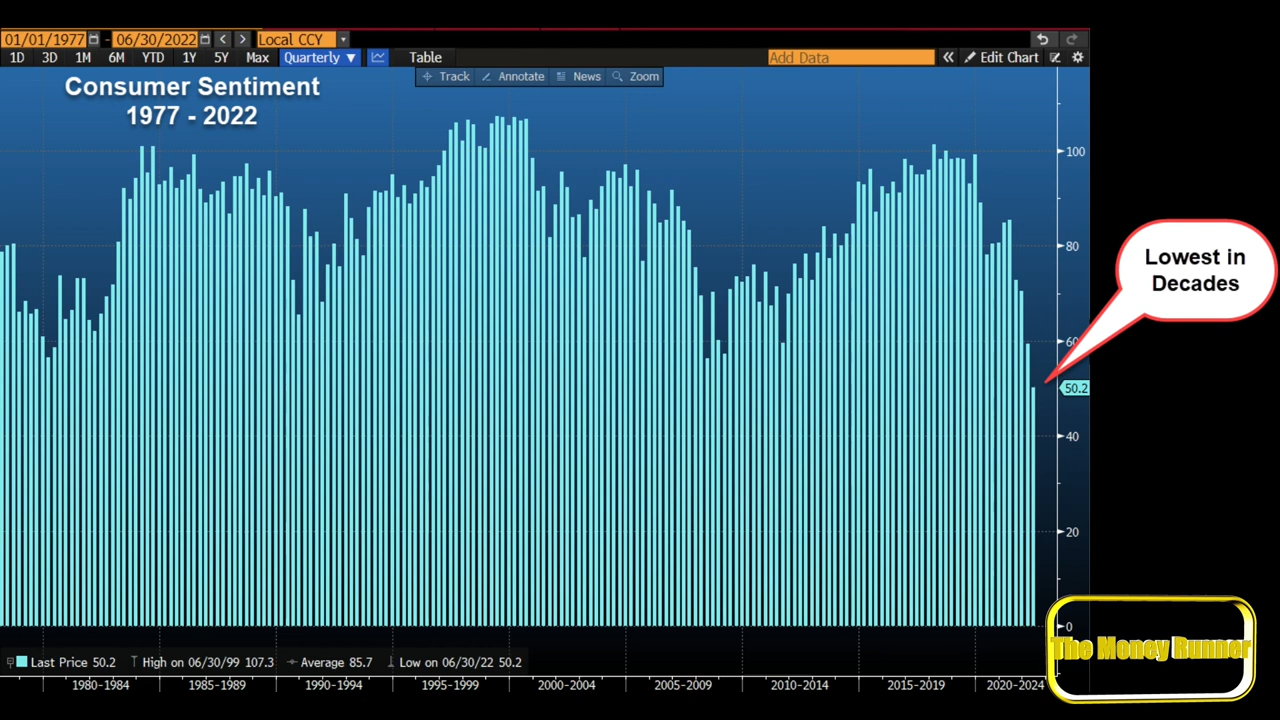 01/01/1977 - 06/30/2022 < > Local CCY
1D 3D 1M 6M YTD 1Y 5Y Max Quarterly ▼ Table Add Data « Edit Chart
Track Annotate News Zoom
Consumer Sentiment
1977 - 2022
100
80
60
50.2
40
20
0
Lowest in
Decades
Last Price 50.2 High on 06/30/99 107.3 Average 85.7 Low on 06/30/22 50.2
1980-1984 1985-1989 1990-1994 1995-1999 2000-2004 2005-2009 2010-2014 2015-2019 2020-2024
The Money Runner